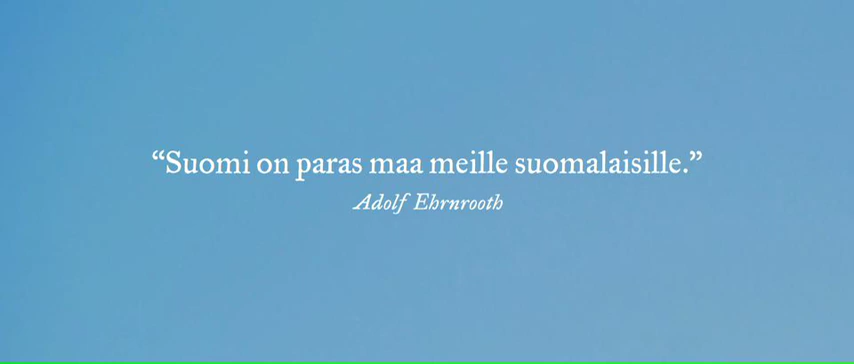 “Suomi on paras maa meille suomalaisille.”
Adolf Ehrnrooth